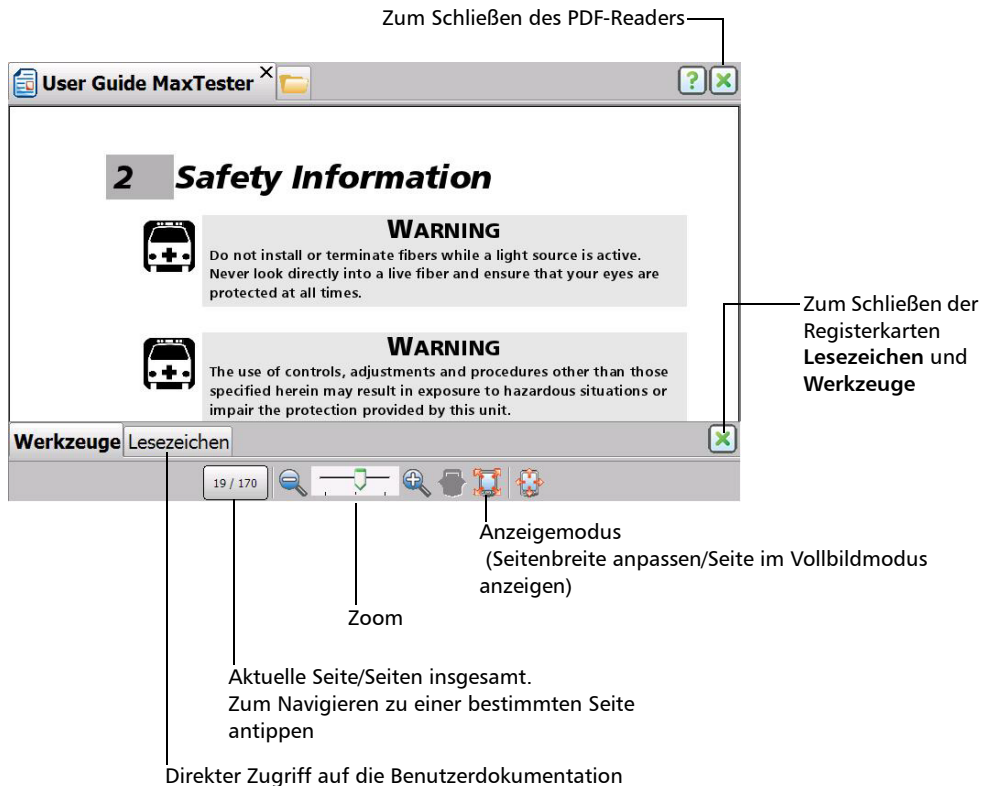 Zum Schließen des PDF-Readers
User Guide MaxTester
2 Safety Information
WARNING
Do not install or terminate fibers while a light source is active.
Never look directly into a live fiber and ensure that your eyes are
protected at all times.
WARNING
The use of controls, adjustments and procedures other than those
specified herein may result in exposure to hazardous situations or
impair the protection provided by this unit.
Zum Schließen der
Registerkarten
Lesezeichen und
Werkzeuge
Werkzeuge Lesezeichen
19 / 170
Anzeigemodus
(Seitenbreite anpassen/Seite im Vollbildmodus
anzeigen)
Zoom
Aktuelle Seite/Seiten insgesamt.
Zum Navigieren zu einer bestimmten Seite
antippen
Direkter Zugriff auf die Benutzerdokumentation